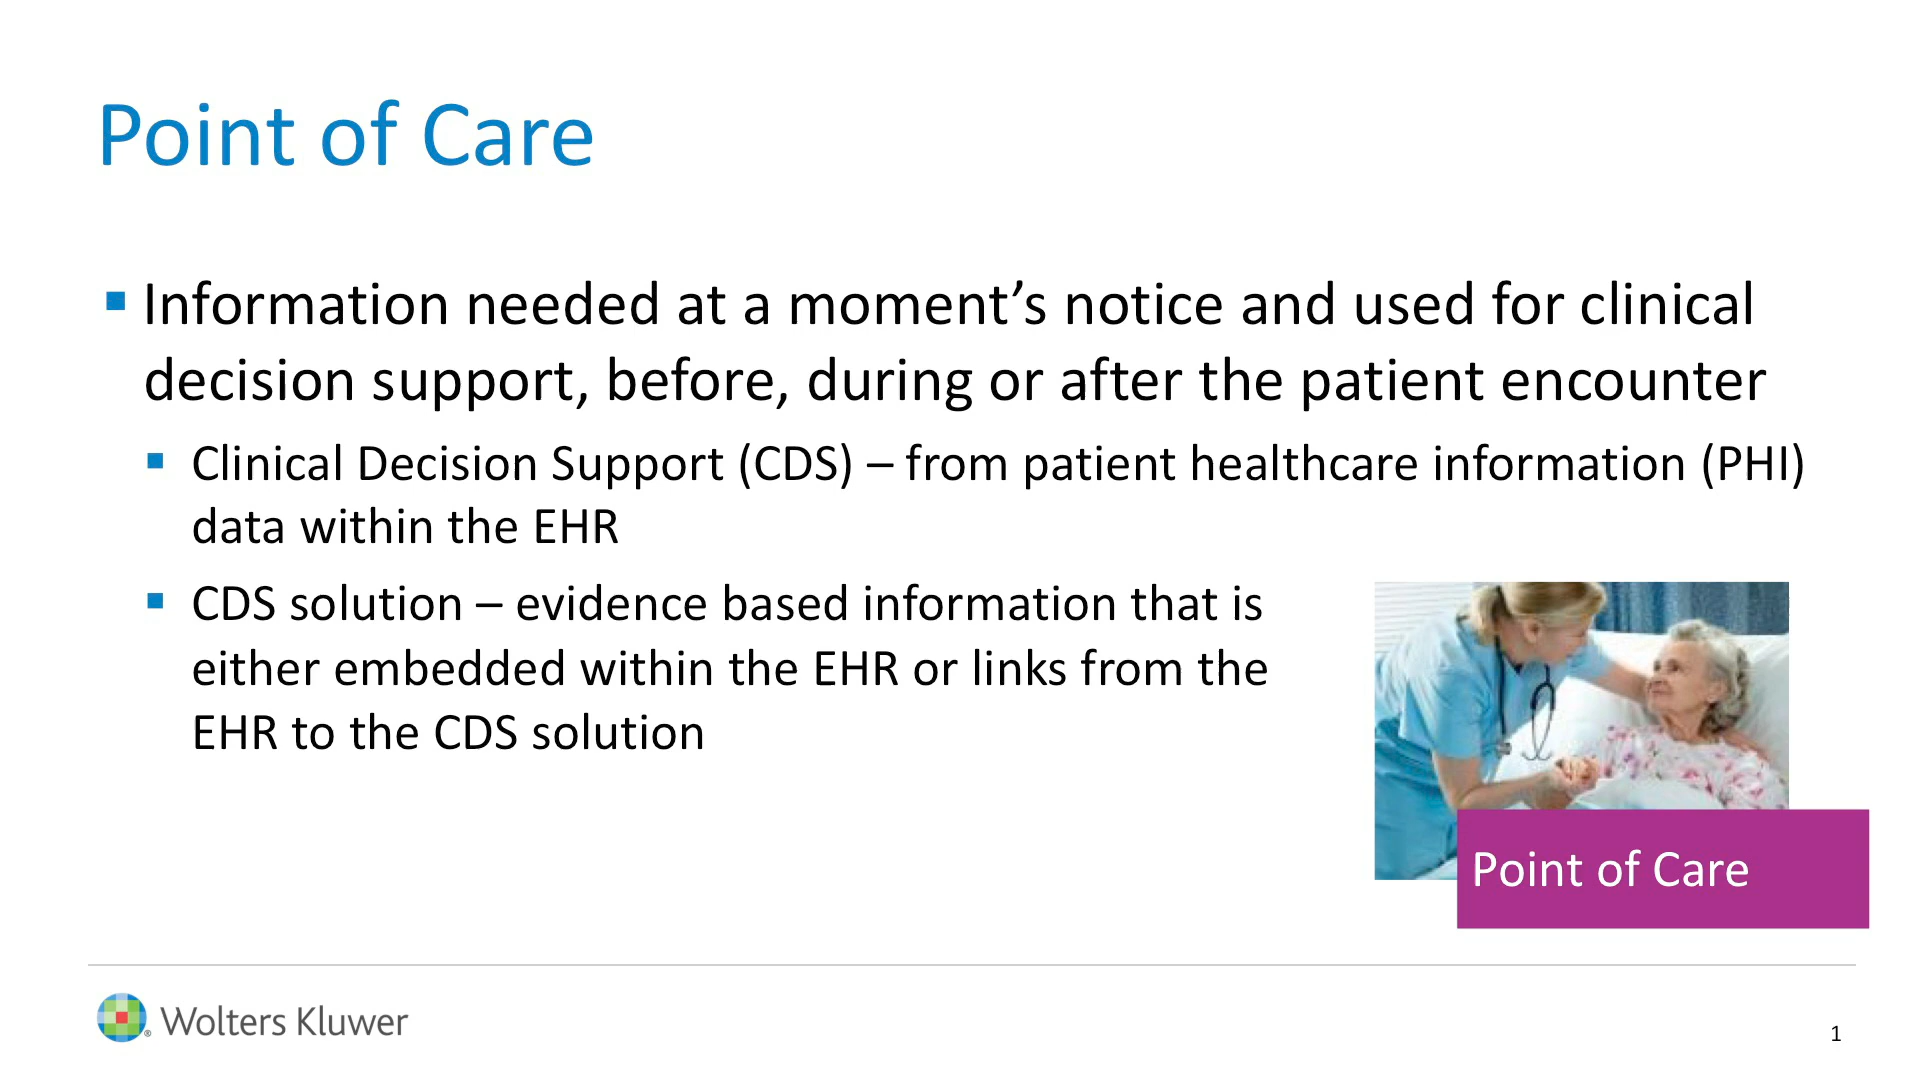 Point of Care
Information needed at a moment’s notice and used for clinical
decision support, before, during or after the patient encounter
Clinical Decision Support (CDS) – from patient healthcare information (PHI)
data within the EHR
CDS solution – evidence based information that is
either embedded within the EHR or links from the
EHR to the CDS solution
Point of Care
Wolters Kluwer
1